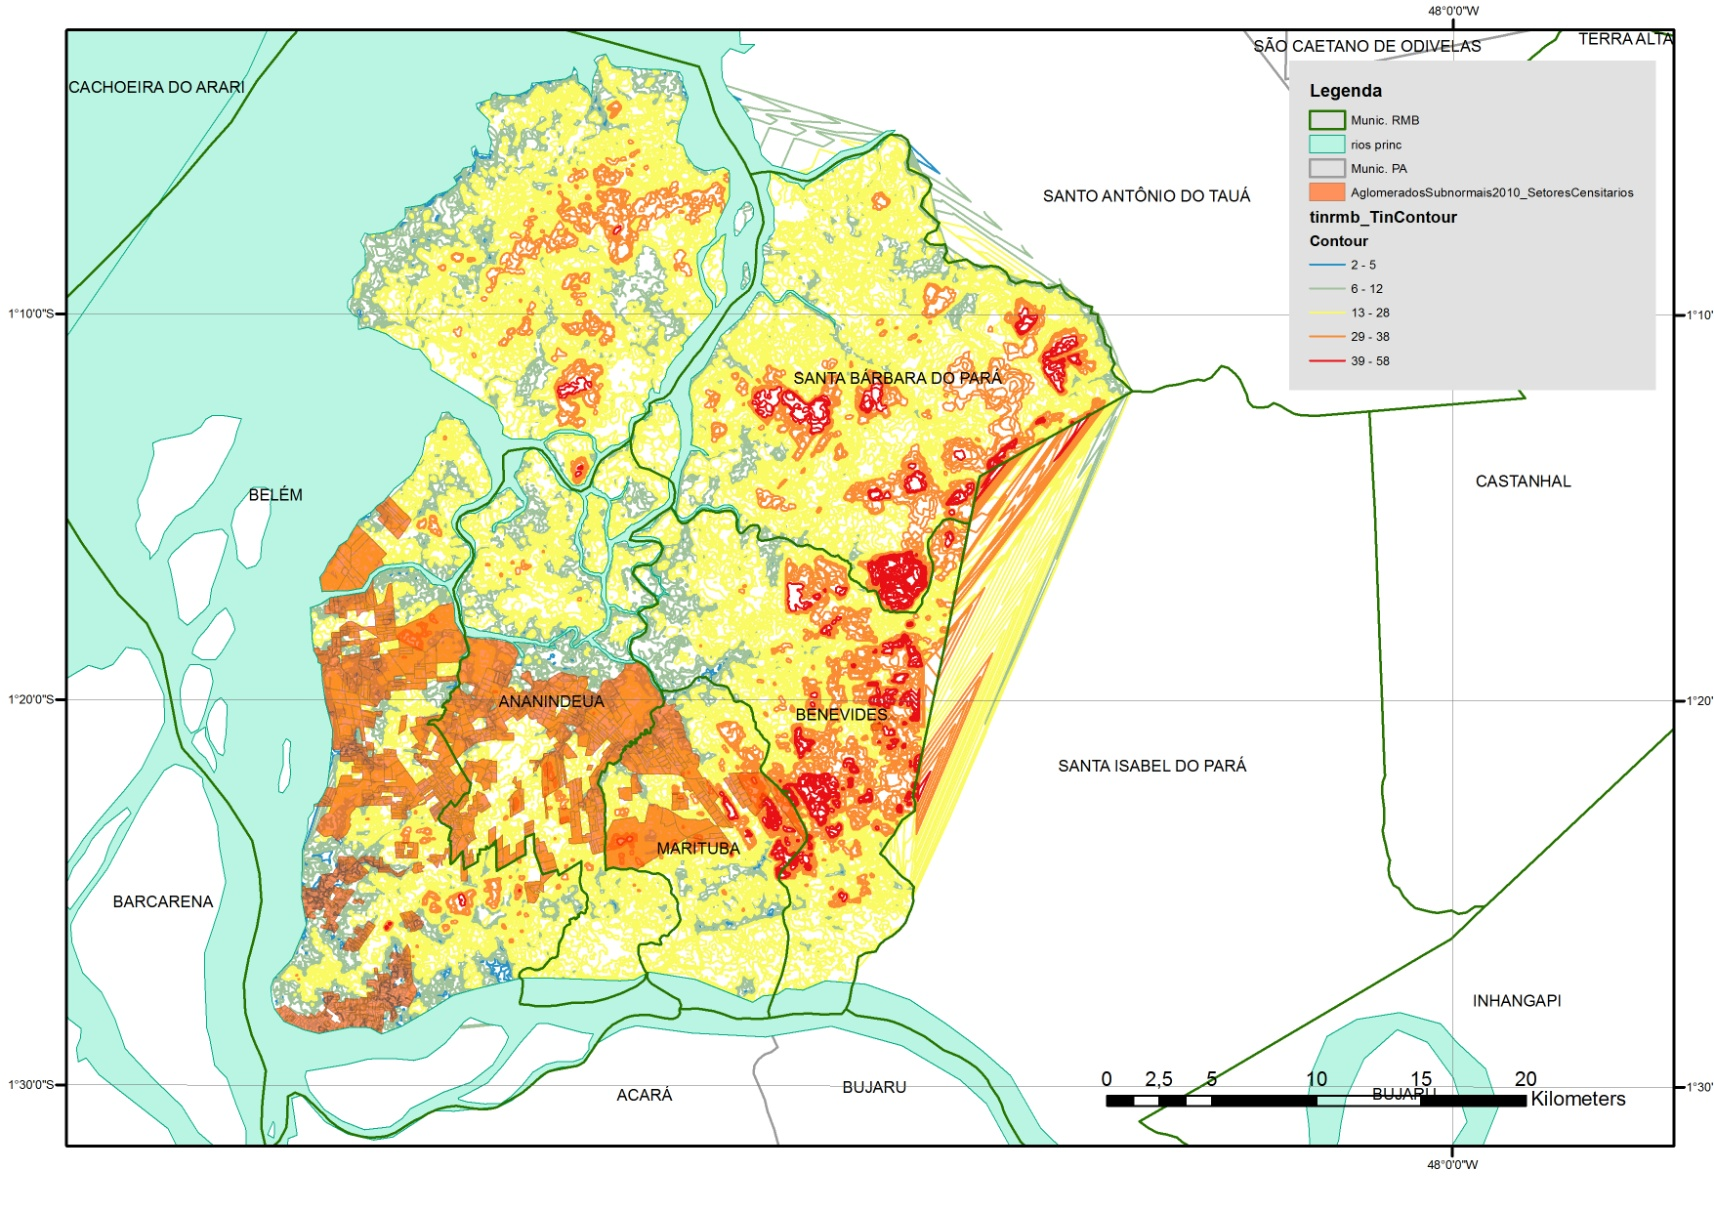 48°0'0"W
SÃO CAETANO DE ODIVELAS
TERRA ALTA
CACHOEIRA DO ARARI
Legenda
Munic. RMB
rios princ
Munic. PA
AglomeradosSubnormais2010_SetoresCensitarios
tinrmb_TinContour
Contour
2 - 5
6 - 12
13 - 28
29 - 38
39 - 58
SANTO ANTÔNIO DO TAUÁ
1°10'0"S
1°10'
SANTA BÁRBARA DO PARÁ
CASTANHAL
BELÉM
1°20'0"S
1°20'
ANANINDEUA
BENEVIDES
SANTA ISABEL DO PARÁ
MARITUBA
BARCARENA
INHANGAPI
1°30'0"S
1°30'
ACARÁ
BUJARU
BUJARU
0 2,5 5 10 15 20
Kilometers
48°0'0"W